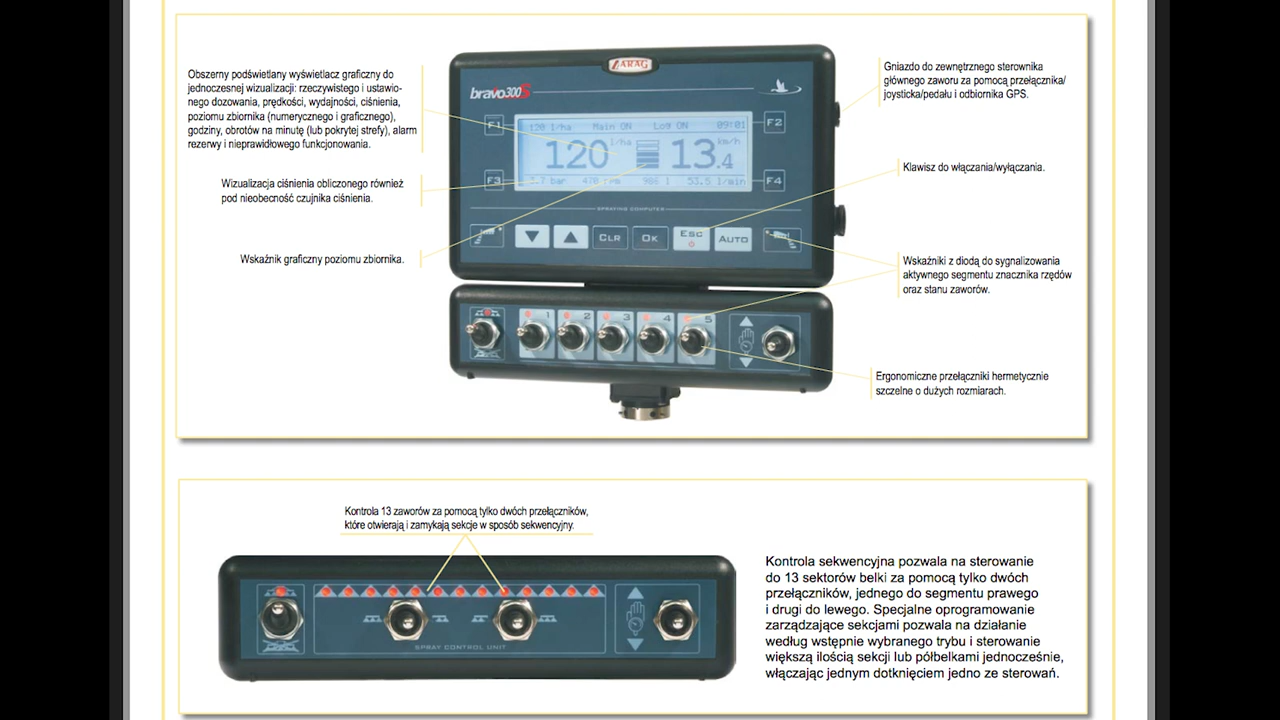 Obszerny podświetlany wyświetlacz graficzny do
jednoczesnej wizualizacji: rzeczywistego i ustawio-
nego dozowania, prędkości, wydajności, ciśnienia,
poziomu zbiornika (numerycznego i graficznego),
godziny, obrotów na minutę (lub pokrytej strefy), alarm
rezerwy i nieprawidłowego funkcjonowania.
Wizualizacja ciśnienia obliczonego również
pod nieobecność czujnika ciśnienia.
Wskaźnik graficzny poziomu zbiornika.
ARAG
bravo300S
F1
F2
F3
F4
120 l/ha Main ON Log ON 09:01
120 l/ha 13.4 km/h
3.7 bar 470 rpm 986 l 53.5 l/min
SPRAYING COMPUTER
CLR OK ESC AUTO
1 2 3 4 5
Gniazdo do zewnętrznego sterownika
głównego zaworu za pomocą przełącznika/
joysticka/pedału i odbiornika GPS.
Klawisz do włączania/wyłączania.
Wskaźniki z diodą do sygnalizowania
aktywnego segmentu znacznika rzędów
oraz stanu zaworów.
Ergonomiczne przełączniki hermetycznie
szczelne o dużych rozmiarach.
Kontrola 13 zaworów za pomocą tylko dwóch przełączników,
które otwierają i zamykają sekcje w sposób sekwencyjny.
SPRAY CONTROL UNIT
Kontrola sekwencyjna pozwala na sterowanie
do 13 sektorów belki za pomocą tylko dwóch
przełączników, jednego do segmentu prawego
i drugi do lewego. Specjalne oprogramowanie
zarządzające sekcjami pozwala na działanie
według wstępnie wybranego trybu i sterowanie
większą ilością sekcji lub półbelkami jednocześnie,
włączając jednym dotknięciem jedno ze sterowań.